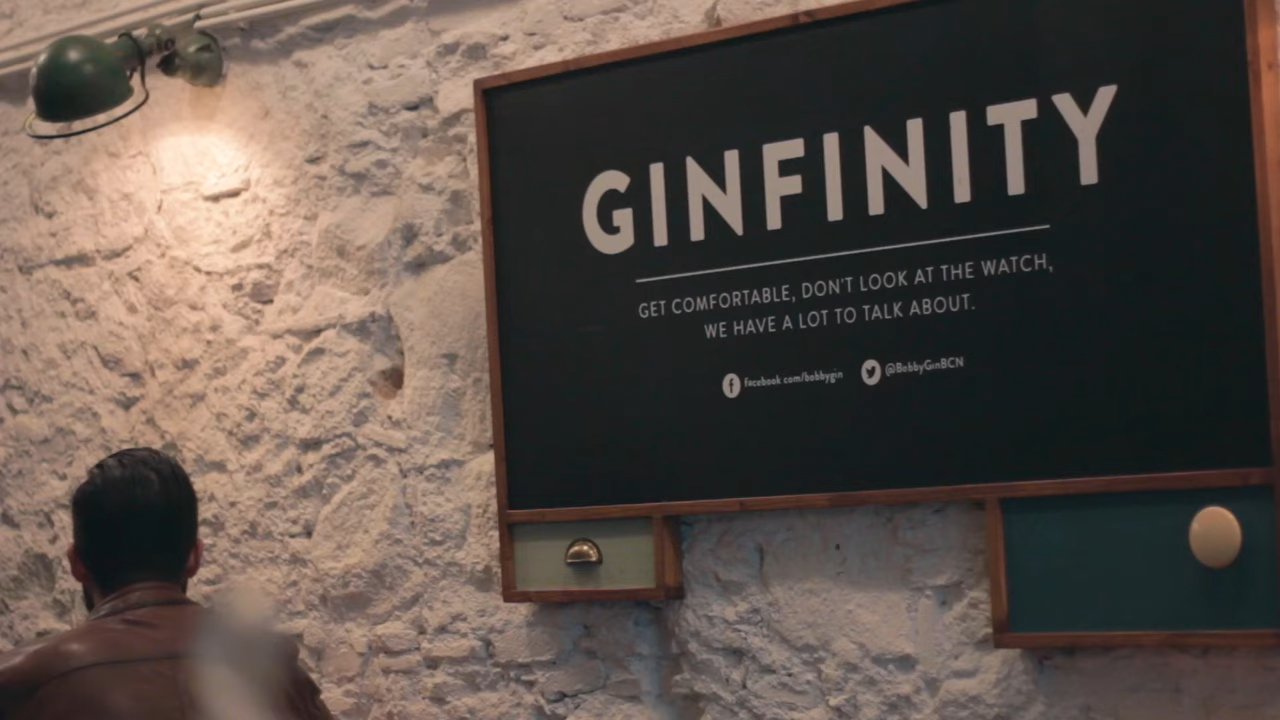 GINFINITY
GET COMFORTABLE, DON'T LOOK AT THE WATCH,
WE HAVE A LOT TO TALK ABOUT.
facebook.com/bobbygin @BobbyGinBCN